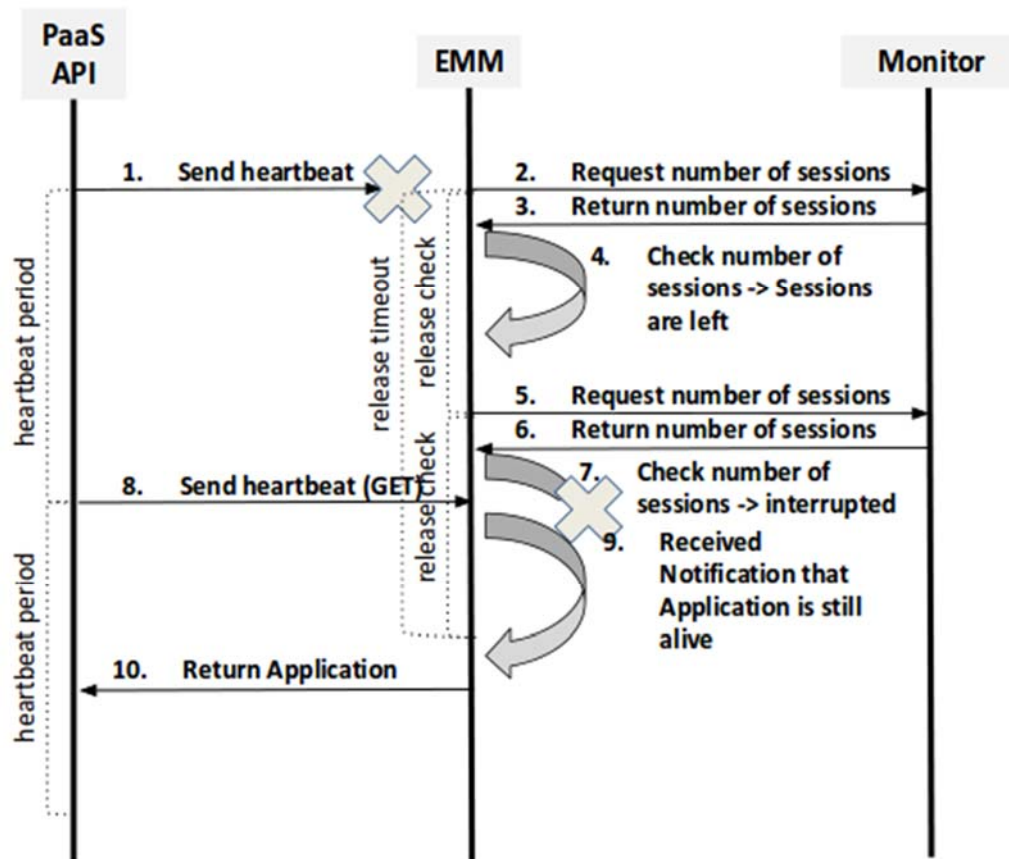 PaaS
API
EMM
Monitor
1. Send heartbeat
2. Request number of sessions
3. Return number of sessions
4. Check number of
sessions -> Sessions
are left
heartbeat period
release timeout
release check
5. Request number of sessions
6. Return number of sessions
7. Check number of
sessions -> interrupted
8. Send heartbeat (GET)
release check
9. Received
Notification that
Application is still
alive
heartbeat period
10. Return Application